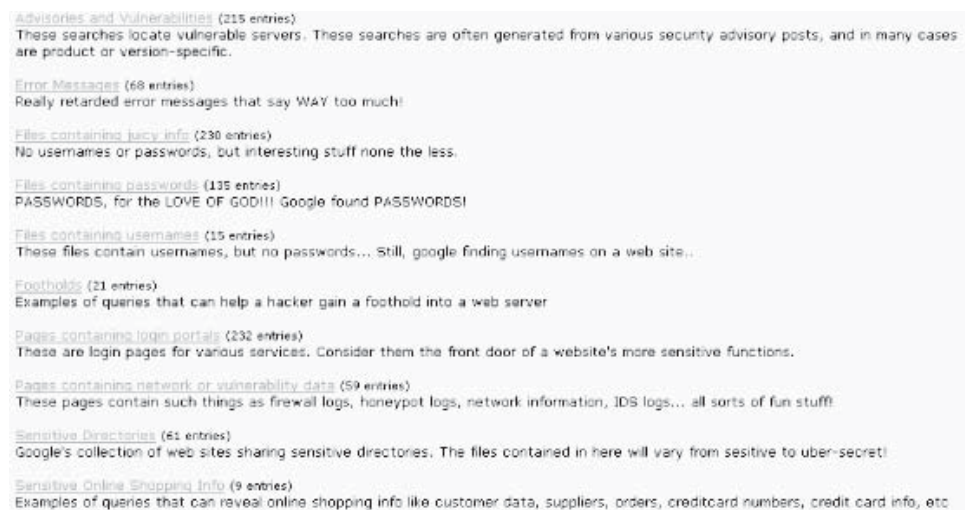 Advisories and Vulnerabilities (215 entries)
These searches locate vulnerable servers. These searches are often generated from various security advisory posts, and in many cases
are product or version-specific.
Error Messages (68 entries)
Really retarded error messages that say WAY too much!
Files containing juicy info (230 entries)
No usernames or passwords, but interesting stuff none the less.
Files containing passwords (135 entries)
PASSWORDS, for the LOVE OF GOD!!! Google found PASSWORDS!
Files containing usernames (15 entries)
These files contain usernames, but no passwords... Still, google finding usernames on a web site..
Footholds (21 entries)
Examples of queries that can help a hacker gain a foothold into a web server
Pages containing login portals (232 entries)
These are login pages for various services. Consider them the front door of a website's more sensitive functions.
Pages containing network or vulnerability data (59 entries)
These pages contain such things as firewall logs, honeypot logs, network information, IDS logs... all sorts of fun stuff!
Sensitive Directories (61 entries)
Google's collection of web sites sharing sensitive directories. The files contained in here will vary from sesitive to uber-secret!
Sensitive Online Shopping Info (9 entries)
Examples of queries that can reveal online shopping info like customer data, suppliers, orders, creditcard numbers, credit card info, etc